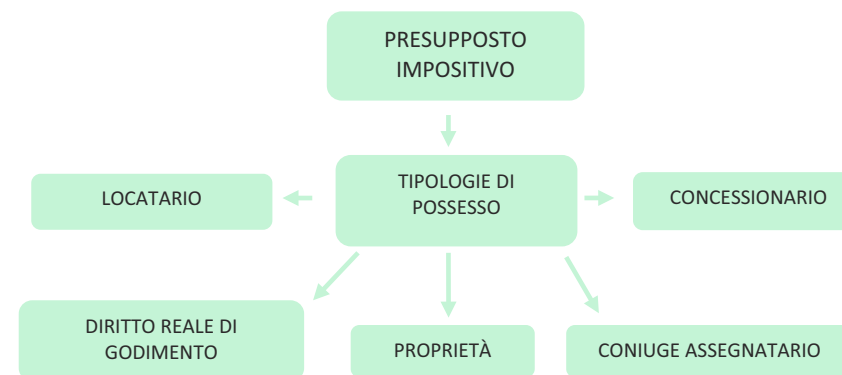 PRESUPPOSTO
IMPOSITIVO
LOCATARIO
TIPOLOGIE DI
POSSESSO
CONCESSIONARIO
DIRITTO REALE DI
GODIMENTO
PROPRIETÀ
CONIUGE ASSEGNATARIO